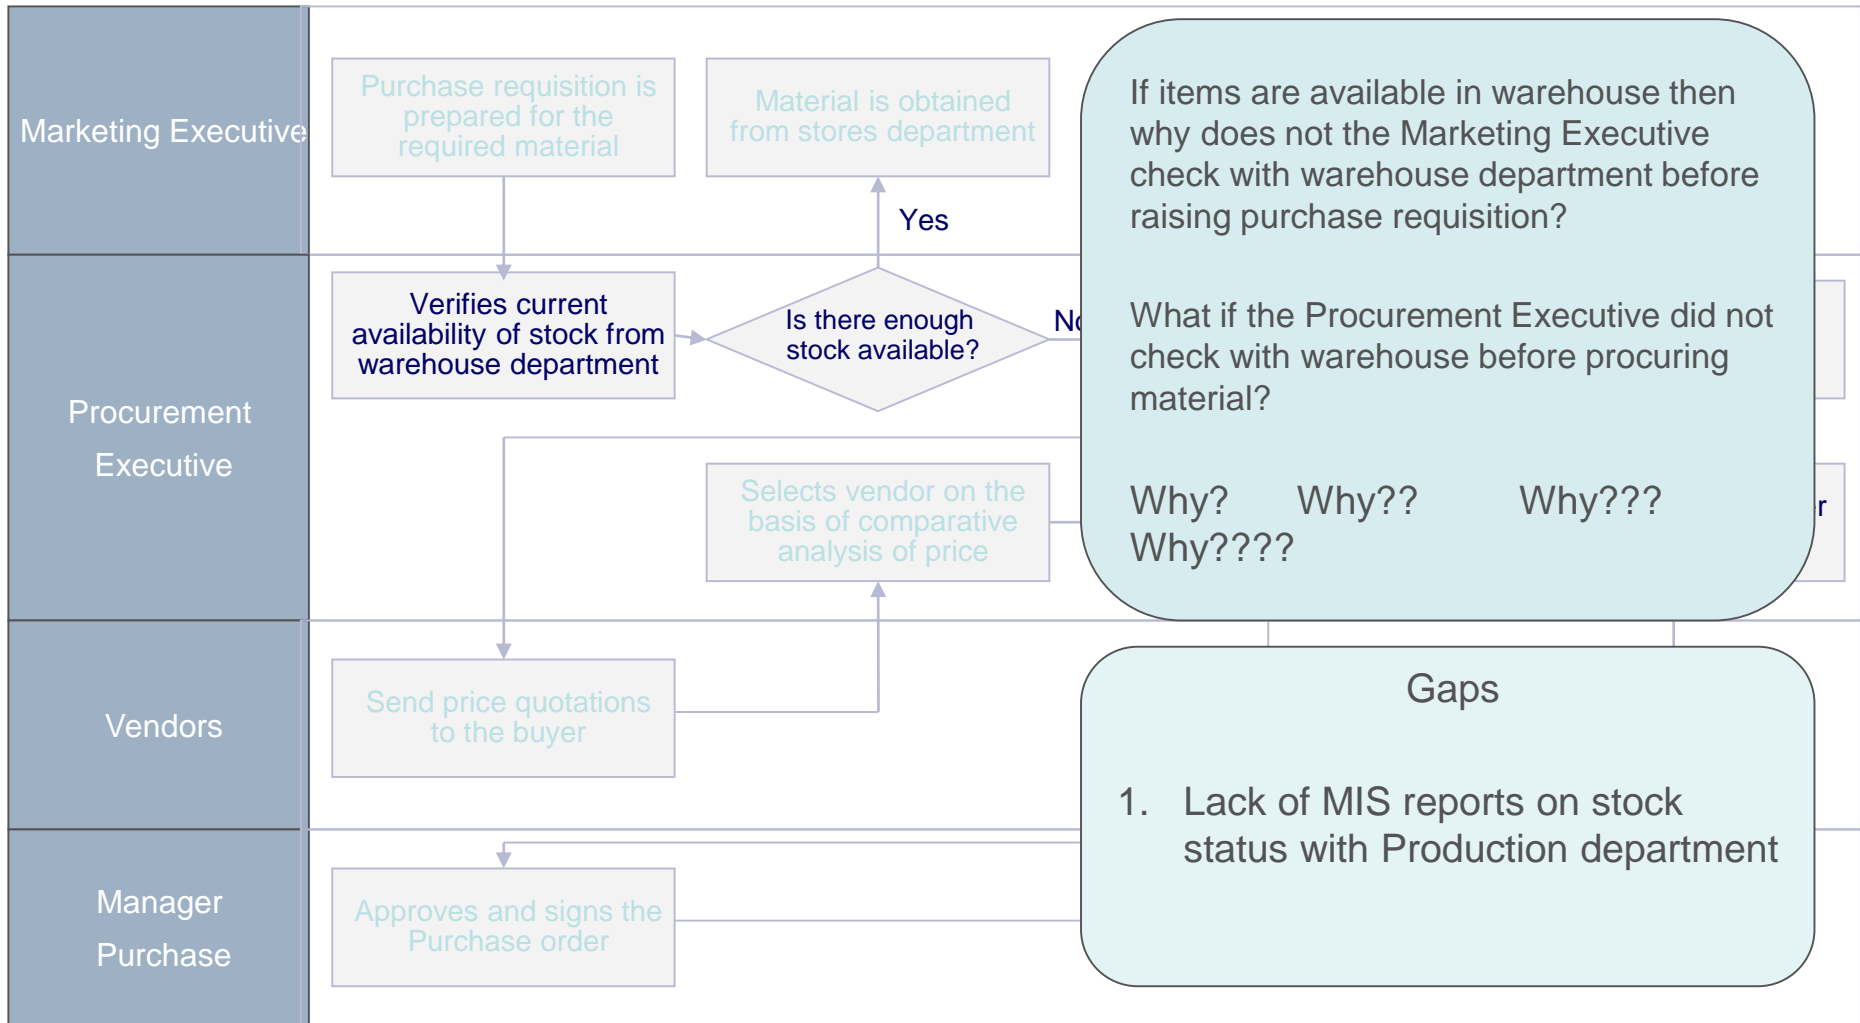 Marketing Executive
Purchase requisition is
prepared for the
required material
Material is obtained
from stores department
Yes
If items are available in warehouse then
why does not the Marketing Executive
check with warehouse department before
raising purchase requisition?
What if the Procurement Executive did not
check with warehouse before procuring
material?
Why? Why?? Why???
Why????
Procurement
Executive
Verifies current
availability of stock from
warehouse department
Is there enough
stock available?
No
Selects vendor on the
basis of comparative
analysis of price
r
Vendors
Send price quotations
to the buyer
Gaps
1. Lack of MIS reports on stock
status with Production department
Manager
Purchase
Approves and signs the
Purchase order